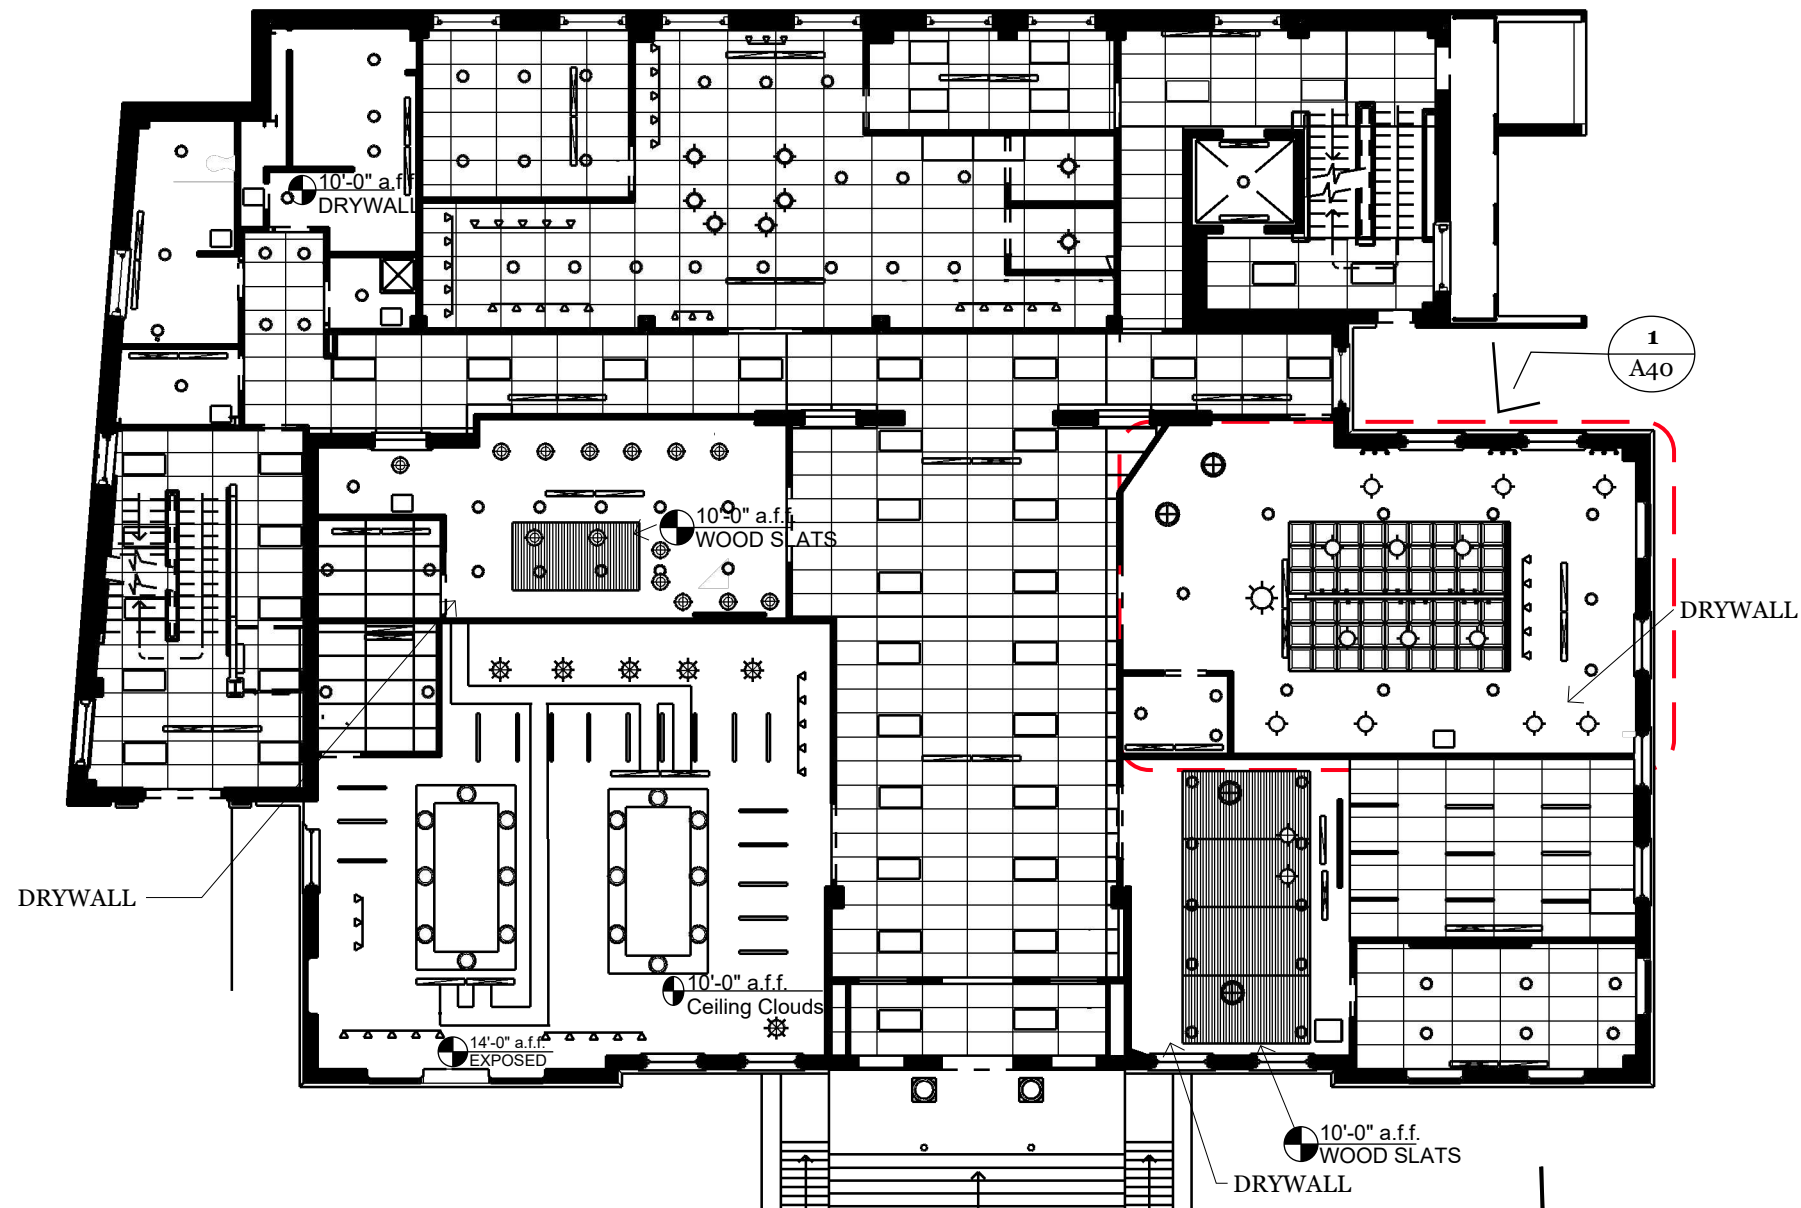 10'-0" a.f.f.
DRYWALL
1
A40
10'-0" a.f.f.
WOOD SLATS
DRYWALL
DRYWALL
10'-0" a.f.f.
Ceiling Clouds
14'-0" a.f.f.
EXPOSED
10'-0" a.f.f.
WOOD SLATS
DRYWALL